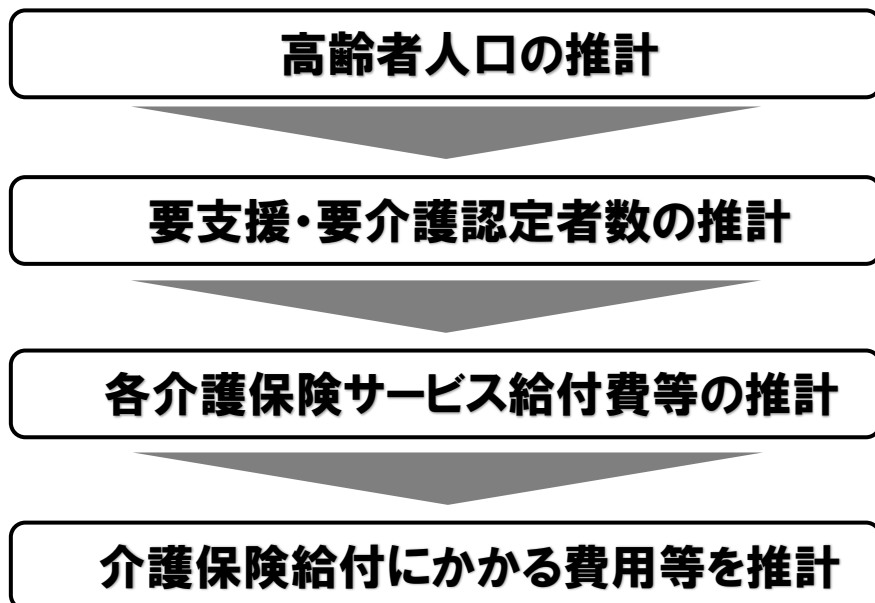 高齢者人口の推計
要支援・要介護認定者数の推計
各介護保険サービス給付費等の推計
介護保険給付にかかる費用等を推計